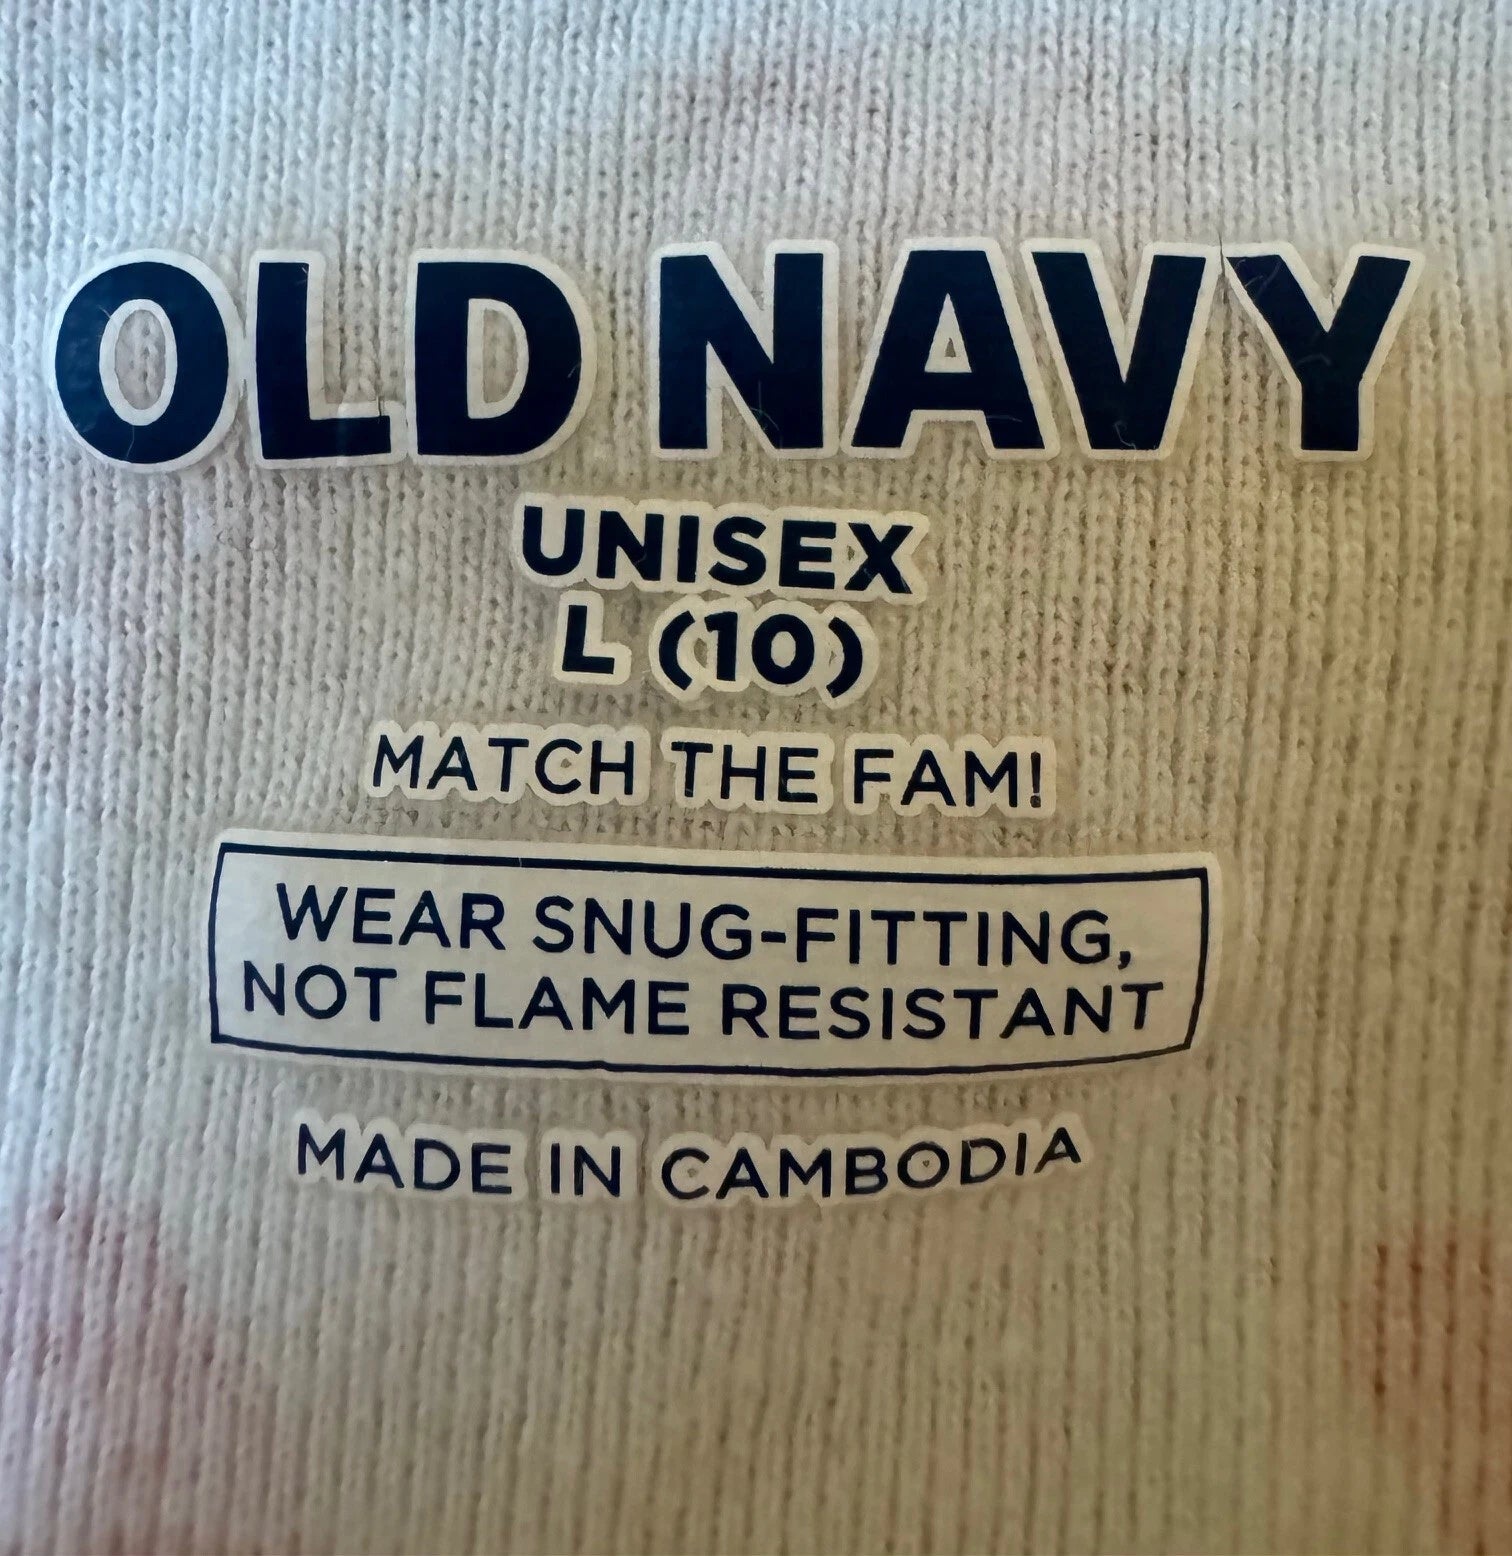 OLD NAVY
UNISEX
L (10)
MATCH THE FAM!
WEAR SNUG-FITTING,
NOT FLAME RESISTANT
MADE IN CAMBODIA